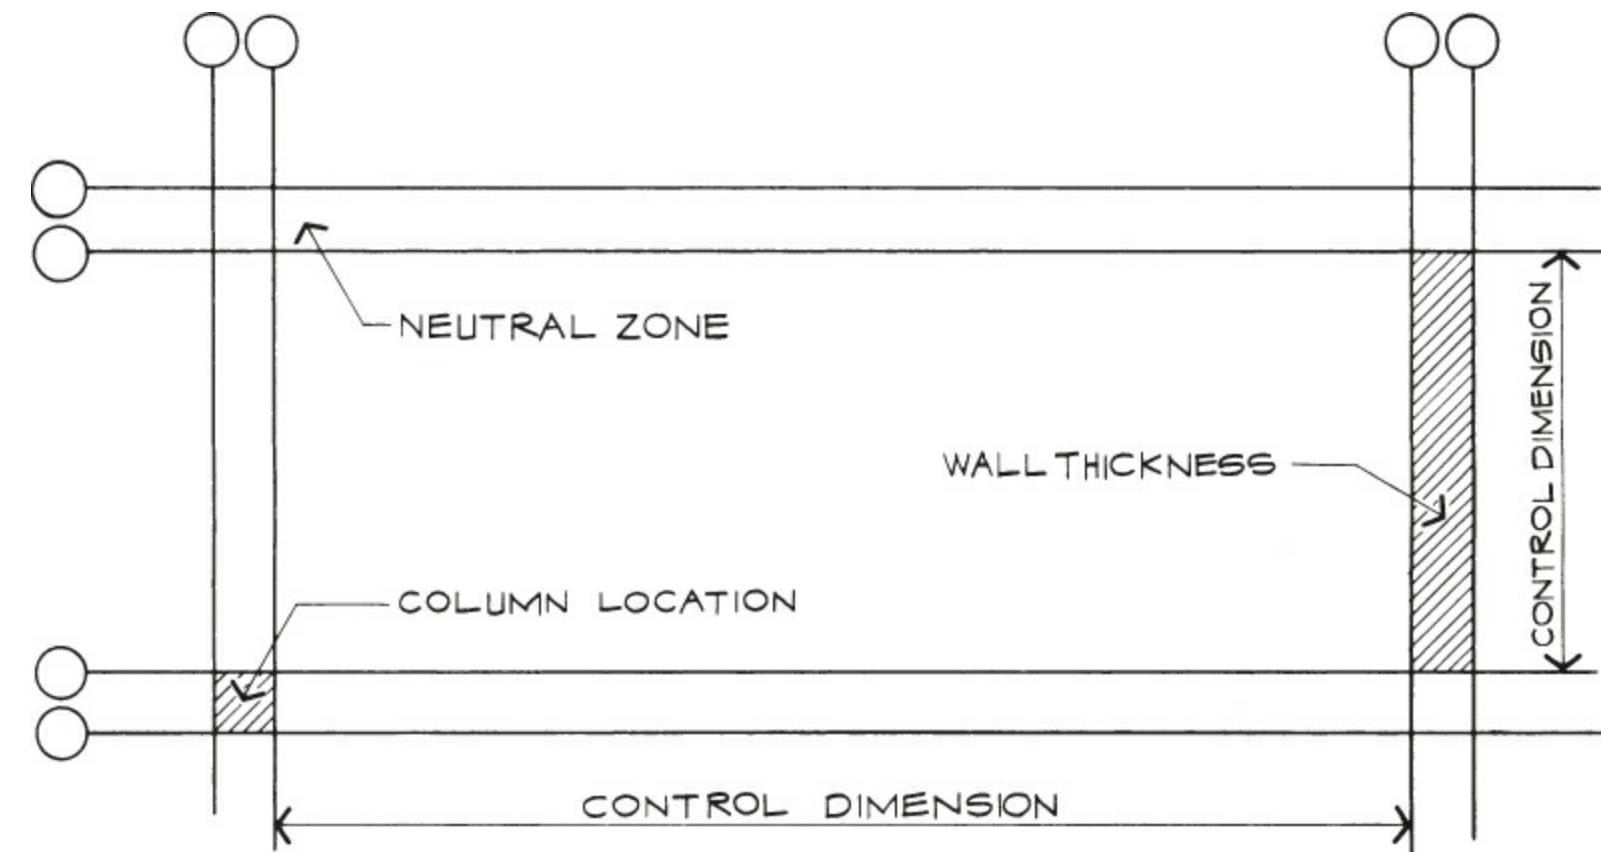 NEUTRAL ZONE
WALL THICKNESS
CONTROL DIMENSION
COLUMN LOCATION
CONTROL DIMENSION